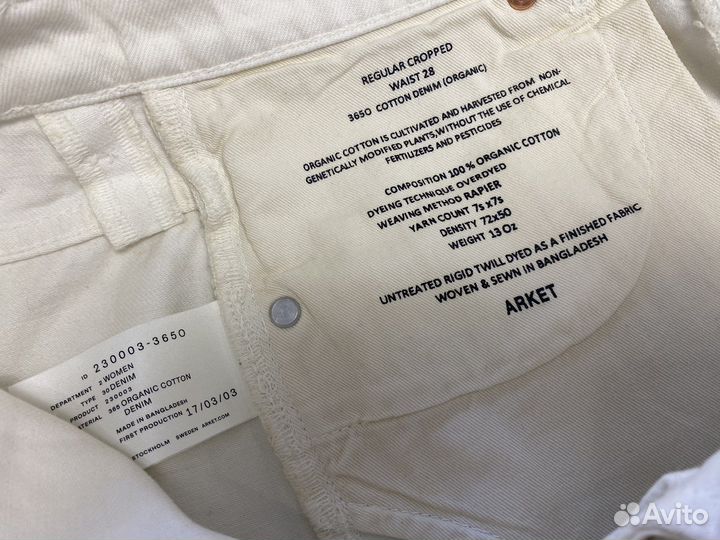 REGULAR CROPPED
WAIST 28
3650 COTTON DENIM (ORGANIC)
ORGANIC COTTON IS CULTIVATED AND HARVESTED FROM NON-
GENETICALLY MODIFIED PLANTS, WITHOUT THE USE OF CHEMICAL
FERTILIZERS AND PESTICIDES
COMPOSITION 100% ORGANIC COTTON
DYEING TECHNIQUE OVERDYED
WEAVING METHOD RAPIER
YARN COUNT 7s x7s
DENSITY 72x50
WEIGHT 13 Oz
UNTREATED RIGID TWILL DYED AS A FINISHED FABRIC
WOVEN & SEWN IN BANGLADESH
ARKET
ID 230003-3650
DEPARTMENT 2 WOMEN
TYPE 30 DENIM
PRODUCT 230003
MATERIAL 365 ORGANIC COTTON
DENIM
MADE IN BANGLADESH
FIRST PRODUCTION 17/03/03
STOCKHOLM SWEDEN ARKET.COM
Avito